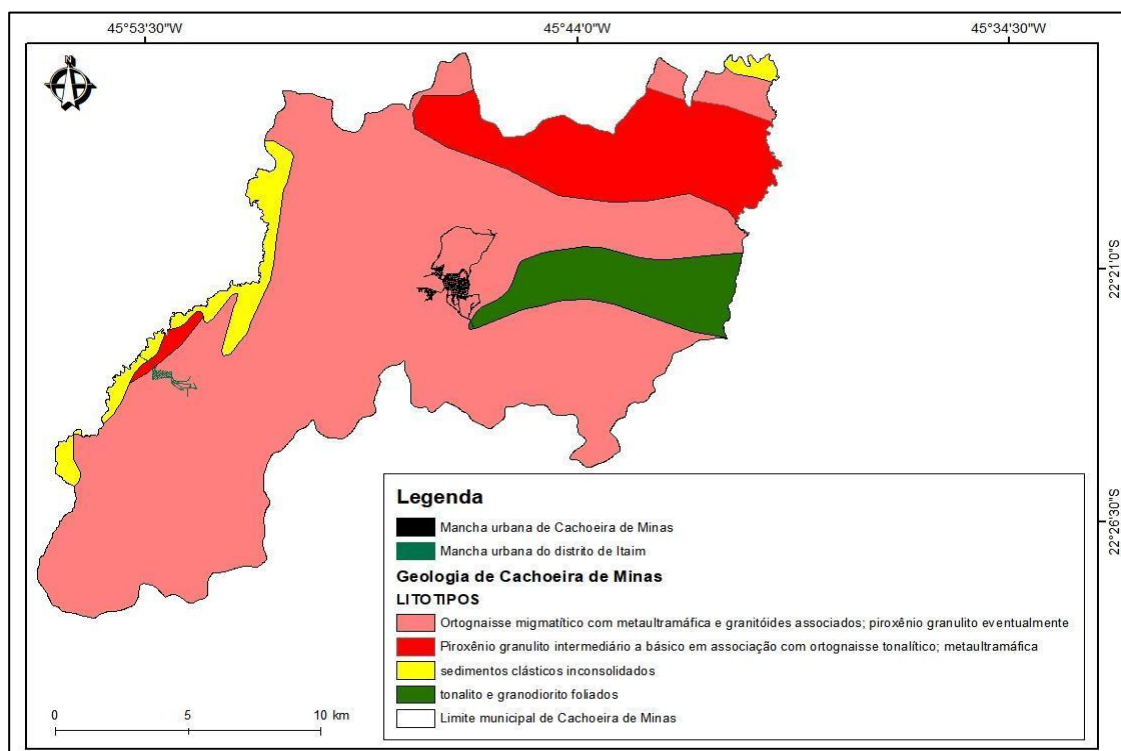 45°53'30"W 45°44'0"W 45°34'30"W
22°21'0"S
22°26'30"S
Legenda
Mancha urbana de Cachoeira de Minas
Mancha urbana do distrito de Itaim
Geologia de Cachoeira de Minas
LITOTIPOS
Ortognaisse migmatítico com metaultramáfica e granitóides associados; piroxênio granulito eventualmente
Piroxênio granulito intermediário a básico em associação com ortognaisse tonalítico; metaultramáfica
sedimentos clásticos inconsolidados
tonalito e granodiorito foliados
Limite municipal de Cachoeira de Minas
0 5 10 km